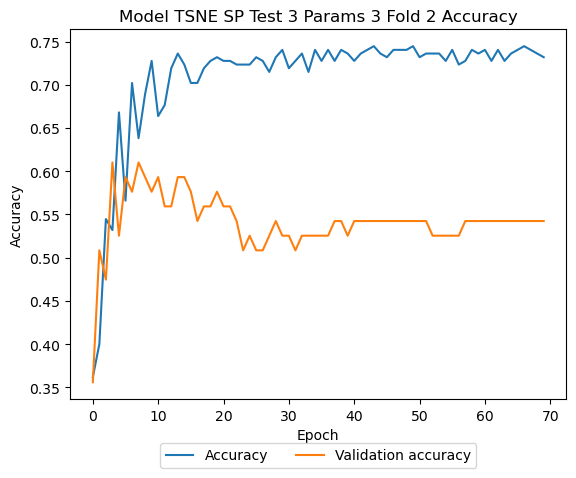 Model TSNE SP Test 3 Params 3 Fold 2 Accuracy
0.75
0.70
0.65
0.60
0.55
0.50
0.45
0.40
0.35
Accuracy
0 10 20 30 40 50 60 70
Epoch
Accuracy Validation accuracy